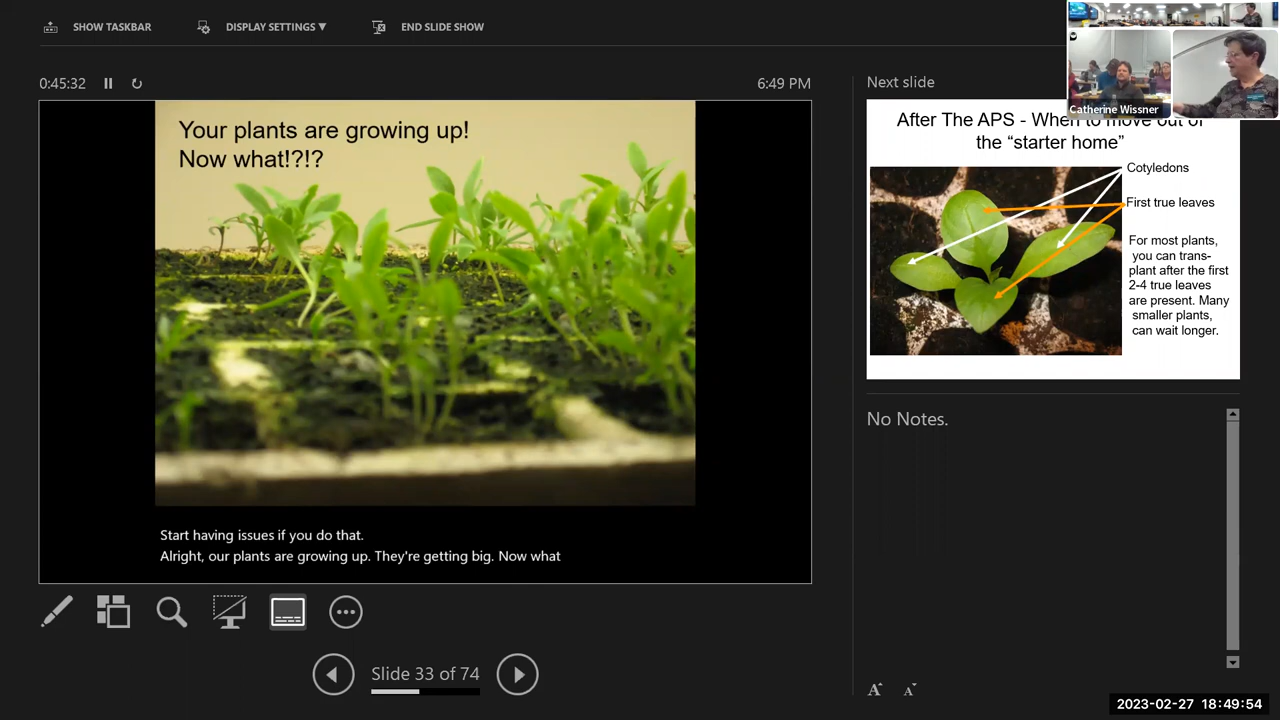 SHOW TASKBAR
DISPLAY SETTINGS ▼
END SLIDE SHOW
0:45:32
6:49 PM
Your plants are growing up!
Now what!?!?
Start having issues if you do that.
Alright, our plants are growing up. They're getting big. Now what
Slide 33 of 74
Next slide
After The APS - When to move out of
the “starter home”
Cotyledons
First true leaves
For most plants,
you can trans-
plant after the first
2-4 true leaves
are present. Many
smaller plants,
can wait longer.
No Notes.
A A
Catherine Wissner
2023-02-27 18:49:54